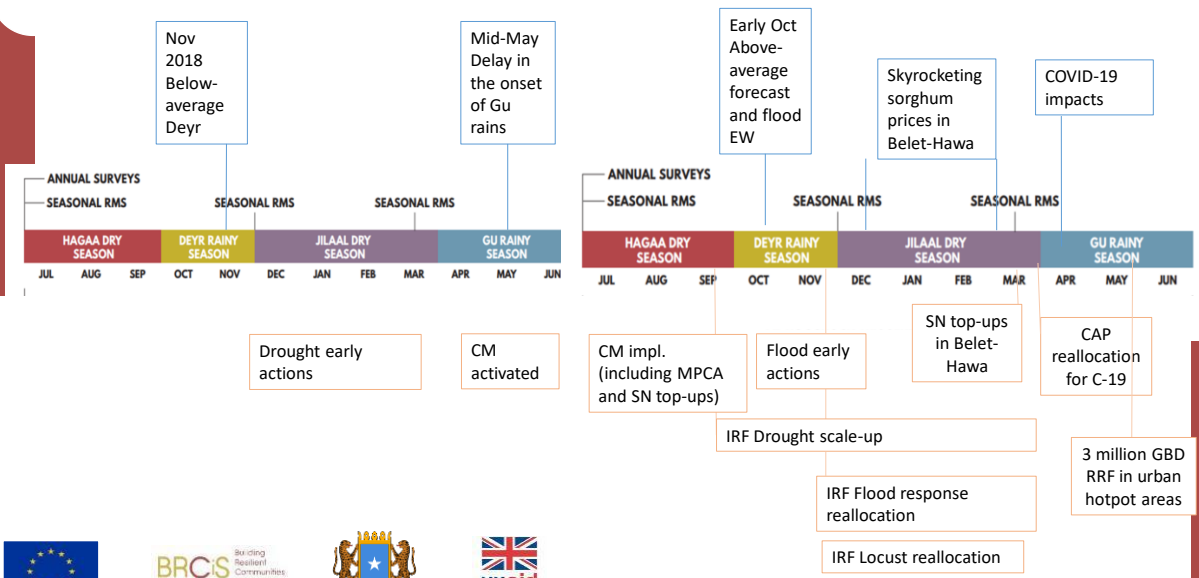 Nov
2018
Below-
average
Deyr
Mid-May
Delay in
the onset
of Gu
rains
Early Oct
Above-
average
forecast
and flood
EW
Skyrocketing
sorghum
prices in
Belet-Hawa
COVID-19
impacts
ANNUAL SURVEYS
SEASONAL RMS
SEASONAL RMS
SEASONAL RMS
HAGAA DRY
SEASON
DEYR RAINY
SEASON
JILAAL DRY
SEASON
GU RAINY
SEASON
JUL AUG SEP OCT NOV DEC JAN FEB MAR APR MAY JUN
ANNUAL SURVEYS
SEASONAL RMS
SEASONAL RMS
SEASONAL RMS
HAGAA DRY
SEASON
DEYR RAINY
SEASON
JILAAL DRY
SEASON
GU RAINY
SEASON
JUL AUG SEP OCT NOV DEC JAN FEB MAR APR MAY JUN
Drought early
actions
CM
activated
CM impl.
(including MPCA
and SN top-ups)
Flood early
actions
SN top-ups
in Belet-
Hawa
CAP
reallocation
for C-19
IRF Drought scale-up
IRF Flood response
reallocation
IRF Locust reallocation
3 million GBD
RRF in urban
hotpot areas
BRCiS
Building
Resilient
Communities